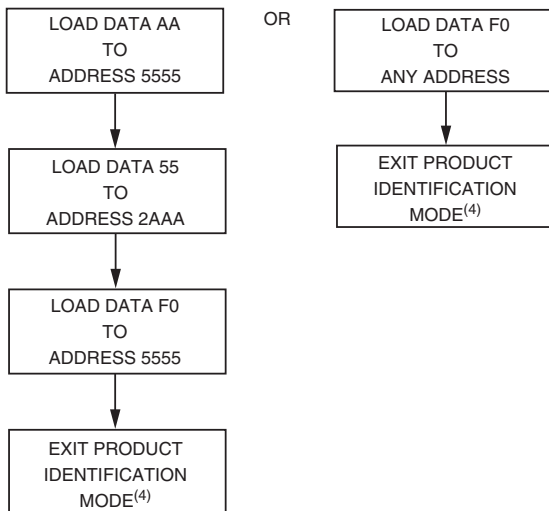 LOAD DATA AA
TO
ADDRESS 5555
LOAD DATA 55
TO
ADDRESS 2AAA
LOAD DATA F0
TO
ADDRESS 5555
EXIT PRODUCT
IDENTIFICATION
MODE(4)
OR
LOAD DATA F0
TO
ANY ADDRESS
EXIT PRODUCT
IDENTIFICATION
MODE(4)